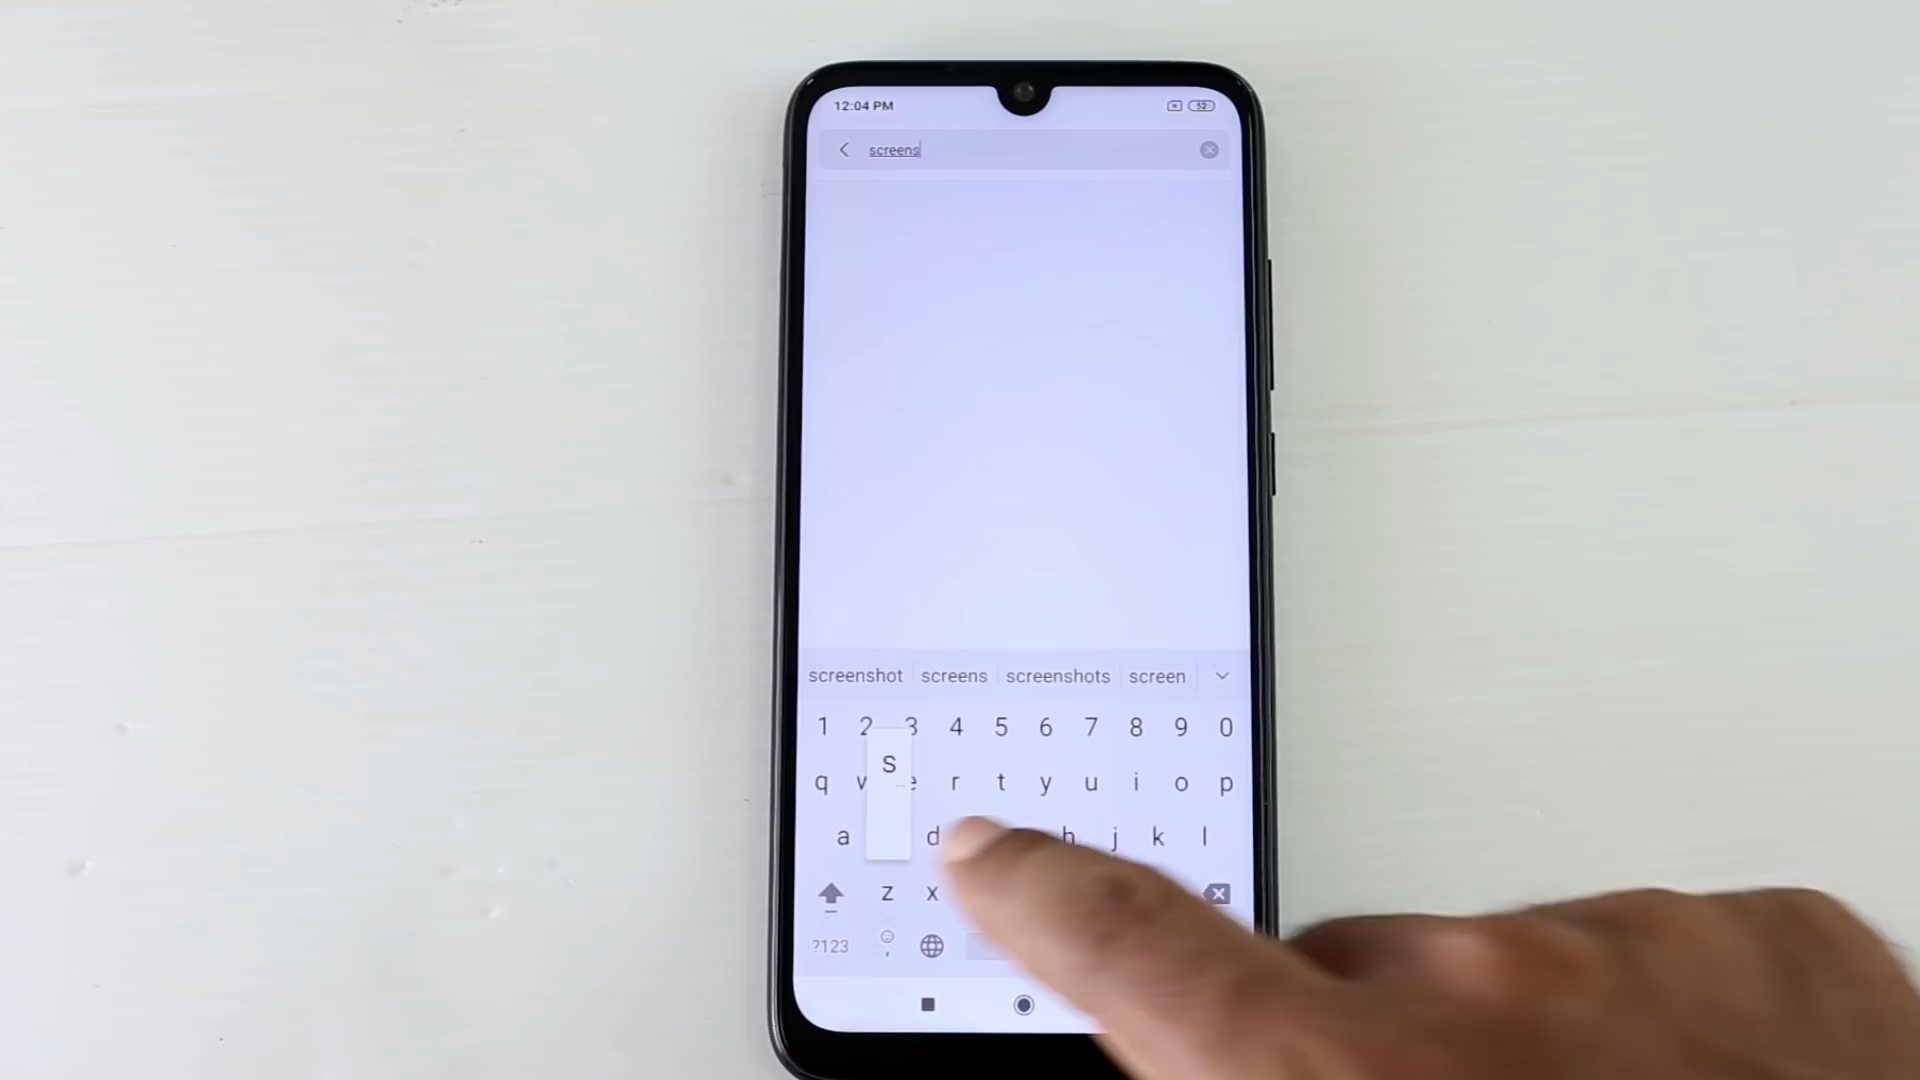 12:04 PM 52
screens
screenshot screens screenshots screen
1 2 3 4 5 6 7 8 9 0
S
q w e r t y u i o p
a d h j k l
z x
?123 ,